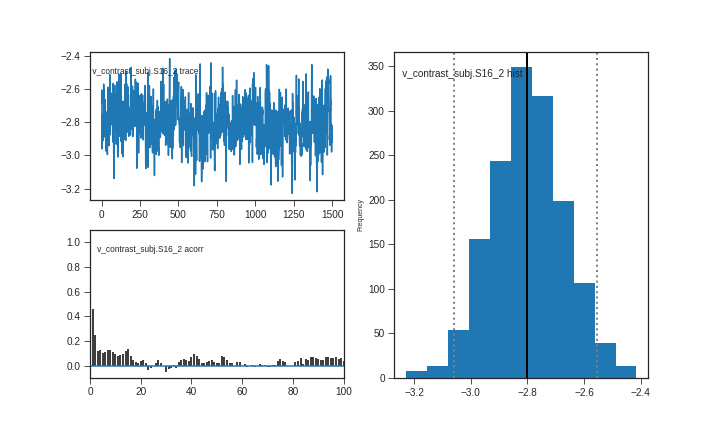 v_contrast_subj.S16_2 trace
−2.4
−2.6
−2.8
−3.0
−3.2
0 250 500 750 1000 1250 1500
v_contrast_subj.S16_2 acorr
1.0
0.8
0.6
0.4
0.2
0.0
0 20 40 60 80 100
v_contrast_subj.S16_2 hist
Frequency
350
300
250
200
150
100
50
0
−3.2 −3.0 −2.8 −2.6 −2.4